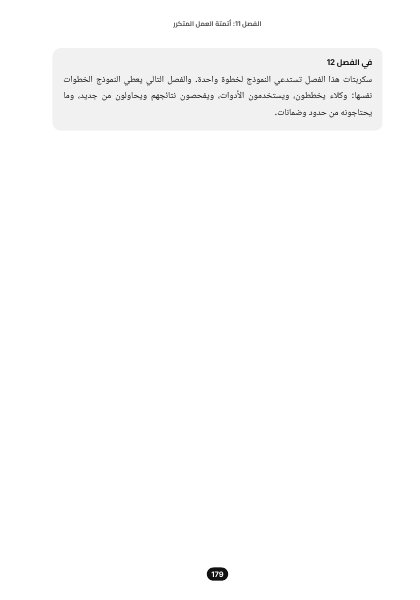 الفصل 11: أتمتة العمل المتكرر
في الفصل 12
سكربتات هذا الفصل تستدعي النموذج لخطوة واحدة. والفصل التالي يعطي النموذج الخطوات
نفسها: وكلاء يخططون، ويستخدمون الأدوات، ويفحصون نتائجهم ويحاولون من جديد، وما
يحتاجونه من حدود وضمانات.
179